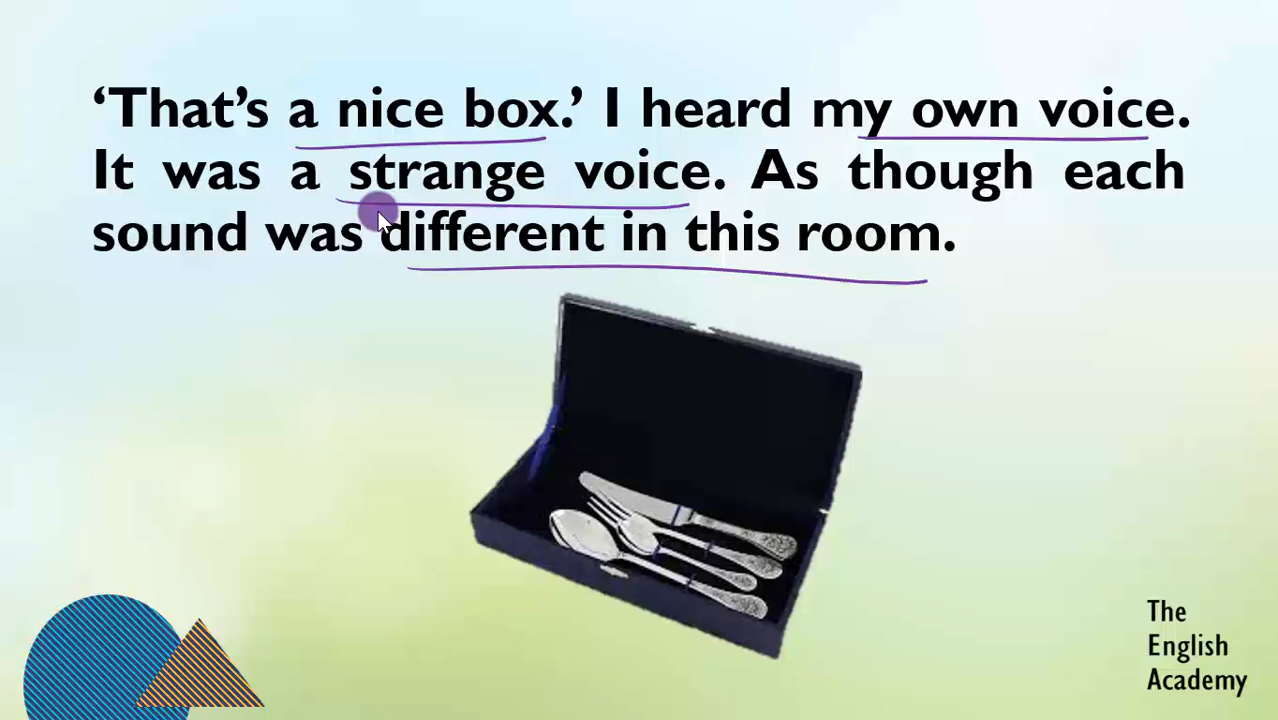 ‘That’s a nice box.’ I heard my own voice.
It was a strange voice. As though each
sound was different in this room.
The
English
Academy